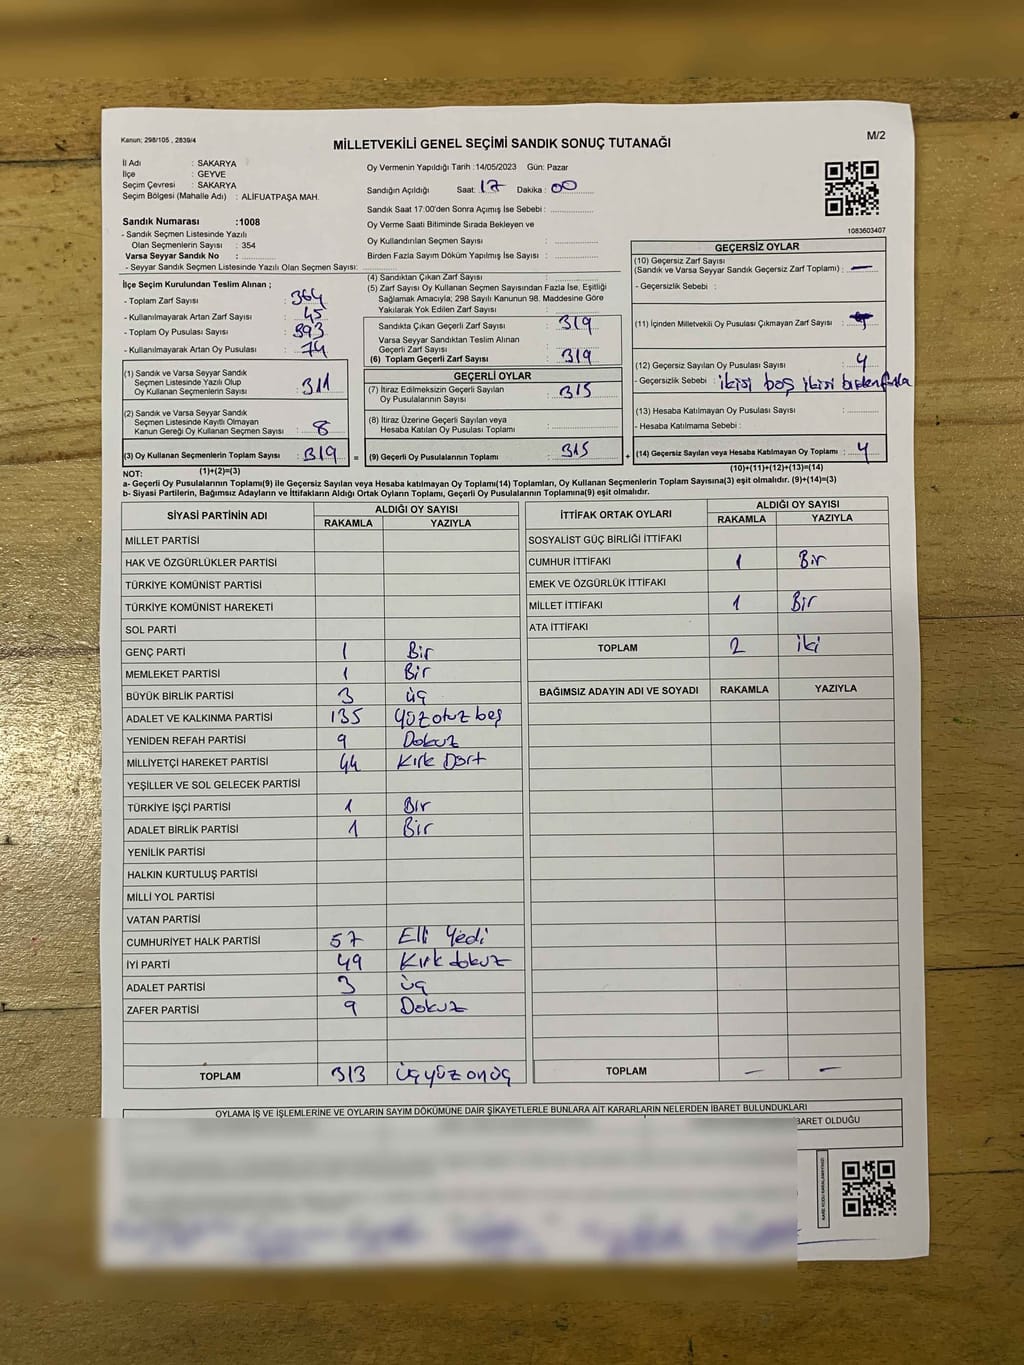 Kanun: 298/105 , 2839/4
M/2
MİLLETVEKİLİ GENEL SEÇİMİ SANDIK SONUÇ TUTANAĞI
İl Adı : SAKARYA
İlçe : GEYVE
Seçim Çevresi : SAKARYA
Seçim Bölgesi (Mahalle Adı) : ALİFUATPAŞA MAH.
Oy Vermenin Yapıldığı Tarih : 14/05/2023 Gün: Pazar
Sandığın Açıldığı Saat: 17 Dakika : 00
Sandık Saat 17:00'den Sonra Açımış İse Sebebi :
Oy Verme Saati Bitiminde Sırada Bekleyen ve
Oy Kullandırılan Seçmen Sayısı :
Birden Fazla Sayım Döküm Yapılmış İse Sayısı :
1083603407
Sandık Numarası :1008
- Sandık Seçmen Listesinde Yazılı
Olan Seçmenlerin Sayısı : 354
Varsa Seyyar Sandık No :
- Seyyar Sandık Seçmen Listesinde Yazılı Olan Seçmen Sayısı:
İlçe Seçim Kurulundan Teslim Alınan ;
- Toplam Zarf Sayısı : 364
- Kullanılmayarak Artan Zarf Sayısı : 45
- Toplam Oy Pusulası Sayısı : 393
- Kullanılmayarak Artan Oy Pusulası : 74
(1) Sandık ve Varsa Seyyar Sandık
Seçmen Listesinde Yazılı Olup
Oy Kullanan Seçmenlerin Sayısı : 311
(2) Sandık ve Varsa Seyyar Sandık
Seçmen Listesinde Kayıtlı Olmayan
Kanun Gereği Oy Kullanan Seçmen Sayısı : 8
(3) Oy Kullanan Seçmenlerin Toplam Sayısı : 319 =
(1)+(2)=(3)
(4) Sandıktan Çıkan Zarf Sayısı :
(5) Zarf Sayısı Oy Kullanan Seçmen Sayısından Fazla İse, Eşitliği
Sağlamak Amacıyla; 298 Sayılı Kanunun 98. Maddesine Göre
Yakılarak Yok Edilen Zarf Sayısı :
Sandıkta Çıkan Geçerli Zarf Sayısı : 319
Varsa Seyyar Sandıktan Teslim Alınan
Geçerli Zarf Sayısı :
(6) Toplam Geçerli Zarf Sayısı : 319
GEÇERLİ OYLAR
(7) İtiraz Edilmeksizin Geçerli Sayılan
Oy Pusulalarının Sayısı : 315
(8) İtiraz Üzerine Geçerli Sayılan veya
Hesaba Katılan Oy Pusulası Toplamı :
(9) Geçerli Oy Pusulalarının Toplamı : 315 +
GEÇERSİZ OYLAR
(10) Geçersiz Zarf Sayısı
(Sandık ve Varsa Seyyar Sandık Geçersiz Zarf Toplamı) : —
- Geçersizlik Sebebi :
(11) İçinden Milletvekili Oy Pusulası Çıkmayan Zarf Sayısı :
(12) Geçersiz Sayılan Oy Pusulası Sayısı : 4
- Geçersizlik Sebebi : ikisi boş ikisi birden fazla
(13) Hesaba Katılmayan Oy Pusulası Sayısı :
- Hesaba Katılmama Sebebi :
(14) Geçersiz Sayılan veya Hesaba Katılmayan Oy Toplamı : 4
(10)+(11)+(12)+(13)=(14)
NOT:
a- Geçerli Oy Pusulalarının Toplamı(9) ile Geçersiz Sayılan veya Hesaba katılmayan Oy Toplamı(14) Toplamları, Oy Kullanan Seçmenlerin Toplam Sayısına(3) eşit olmalıdır. (9)+(14)=(3)
b- Siyasi Partilerin, Bağımsız Adayların ve İttifakların Aldığı Ortak Oyların Toplamı, Geçerli Oy Pusulalarının Toplamına(9) eşit olmalıdır.
SİYASİ PARTİNİN ADI ALDIĞI OY SAYISI
RAKAMLA YAZIYLA
MİLLET PARTİSİ
HAK VE ÖZGÜRLÜKLER PARTİSİ
TÜRKİYE KOMÜNİST PARTİSİ
TÜRKİYE KOMÜNİST HAREKETİ
SOL PARTİ
GENÇ PARTİ 1 Bir
MEMLEKET PARTİSİ 1 Bir
BÜYÜK BİRLİK PARTİSİ 3 üç
ADALET VE KALKINMA PARTİSİ 135 Yüz otuz beş
YENİDEN REFAH PARTİSİ 9 Dokuz
MİLLİYETÇİ HAREKET PARTİSİ 44 Kırk Dört
YEŞİLLER VE SOL GELECEK PARTİSİ
TÜRKİYE İŞÇİ PARTİSİ 1 Bir
ADALET BİRLİK PARTİSİ 1 Bir
YENİLİK PARTİSİ
HALKIN KURTULUŞ PARTİSİ
MİLLİ YOL PARTİSİ
VATAN PARTİSİ
CUMHURİYET HALK PARTİSİ 57 Elli Yedi
İYİ PARTİ 49 Kırk dokuz
ADALET PARTİSİ 3 üç
ZAFER PARTİSİ 9 Dokuz
TOPLAM 313 üçyüz onüç
İTTİFAK ORTAK OYLARI ALDIĞI OY SAYISI
RAKAMLA YAZIYLA
SOSYALİST GÜÇ BİRLİĞİ İTTİFAKI
CUMHUR İTTİFAKI 1 Bir
EMEK VE ÖZGÜRLÜK İTTİFAKI
MİLLET İTTİFAKI 1 Bir
ATA İTTİFAKI
TOPLAM 2 iki
BAĞIMSIZ ADAYIN ADI VE SOYADI RAKAMLA YAZIYLA
TOPLAM — —
OYLAMA İŞ VE İŞLEMLERİNE VE OYLARIN SAYIM DÖKÜMÜNE DAİR ŞİKAYETLERLE BUNLARA AİT KARARLARIN NELERDEN İBARET BULUNDUKLARI
BARET OLDUĞU